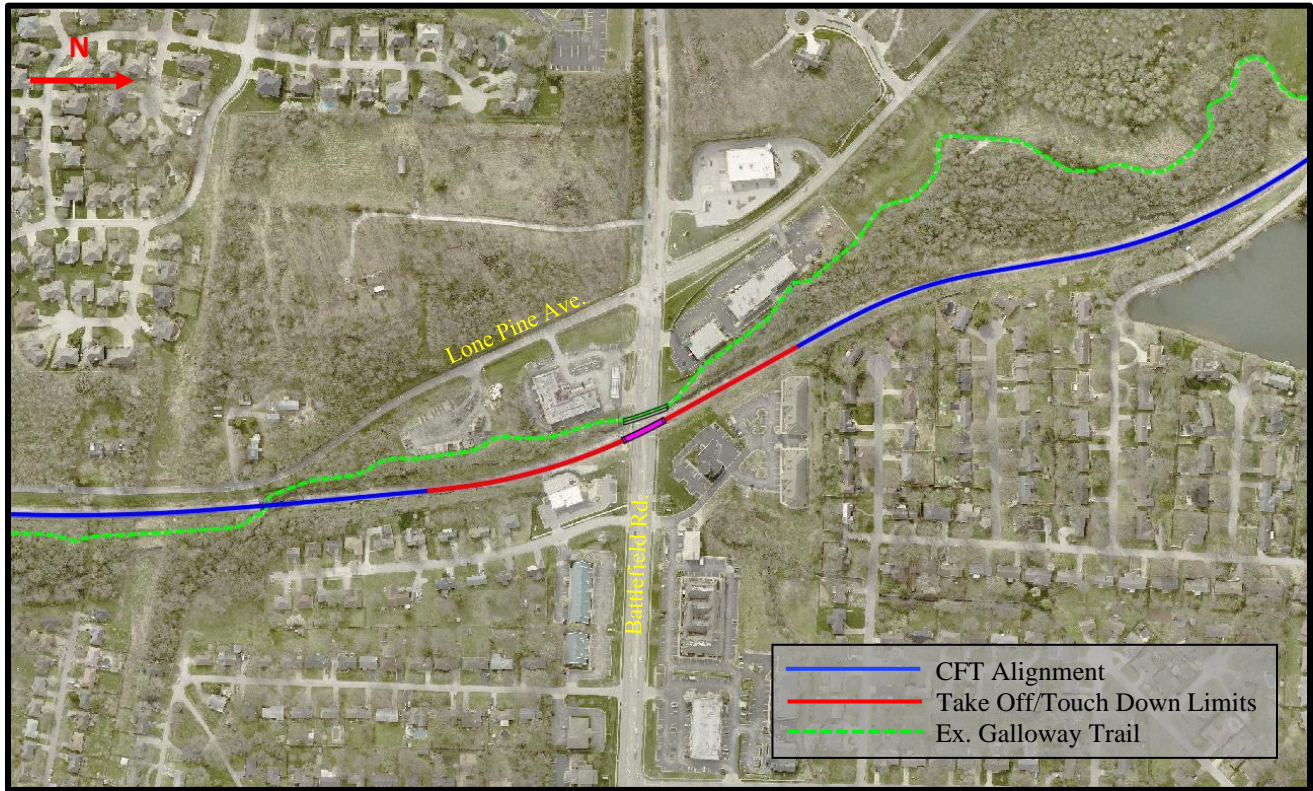 N
Lone Pine Ave.
Battlefield Rd.
CFT Alignment
Take Off/Touch Down Limits
Ex. Galloway Trail